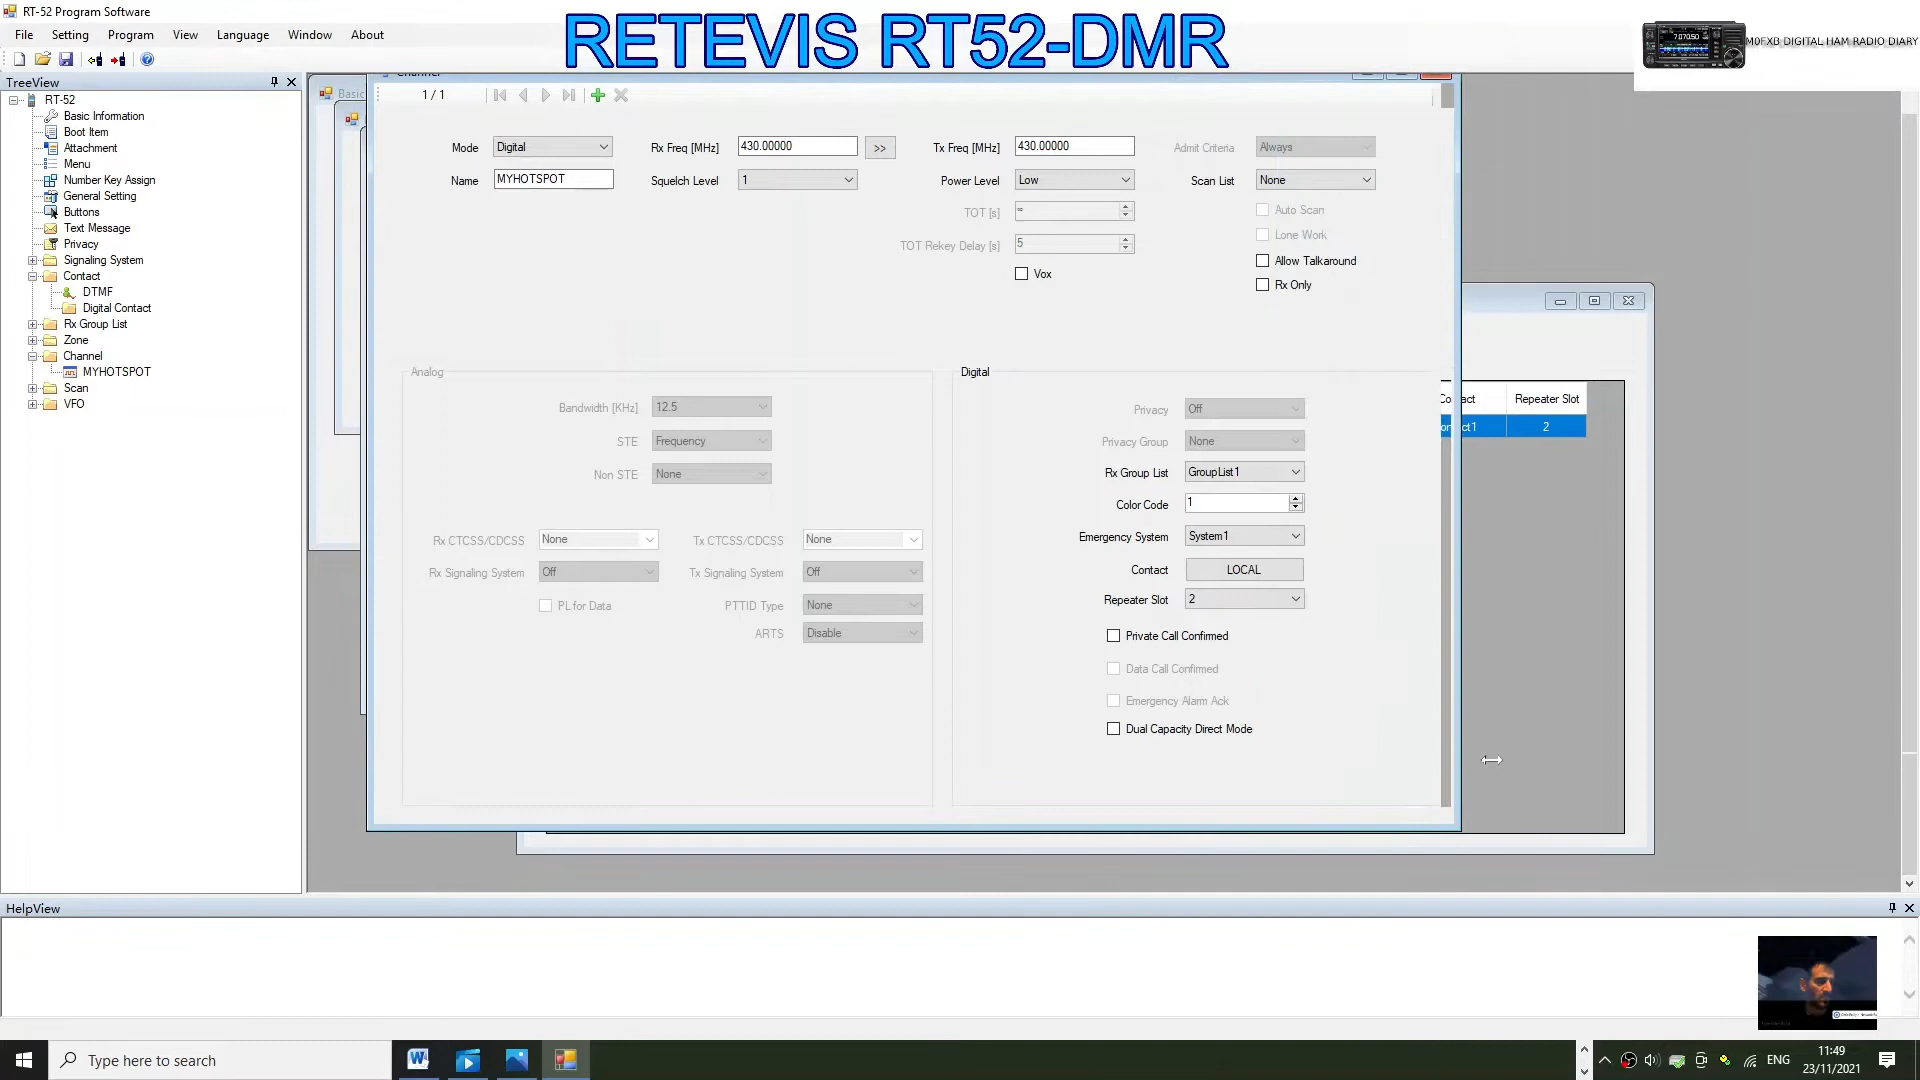 RT-52 Program Software
File Setting Program View Language Window About
RETEVIS RT52-DMR
7.070.50
M0FXB DIGITAL HAM RADIO DIARY
TreeView
RT-52
Basic Information
Boot Item
Attachment
Menu
Number Key Assign
General Setting
Buttons
Text Message
Privacy
Signaling System
Contact
DTMF
Digital Contact
Rx Group List
Zone
Channel
MYHOTSPOT
Scan
VFO
Basic
Channel
1 / 1
Mode Digital Rx Freq [MHz] 430.00000 >> Tx Freq [MHz] 430.00000 Admit Criteria Always
Name MYHOTSPOT Squelch Level 1 Power Level Low Scan List None
TOT [s] ∞ Auto Scan
TOT Rekey Delay [s] 5 Lone Work
Vox Allow Talkaround
Rx Only
Analog
Bandwidth [KHz] 12.5
STE Frequency
Non STE None
Rx CTCSS/CDCSS None Tx CTCSS/CDCSS None
Rx Signaling System Off Tx Signaling System Off
PL for Data PTTID Type None
ARTS Disable
Digital
Privacy Off
Privacy Group None
Rx Group List GroupList1
Color Code 1
Emergency System System1
Contact LOCAL
Repeater Slot 2
Private Call Confirmed
Data Call Confirmed
Emergency Alarm Ack
Dual Capacity Direct Mode
Contact Repeater Slot
ontact1 2
HelpView
Type here to search
ENG
11:49
23/11/2021